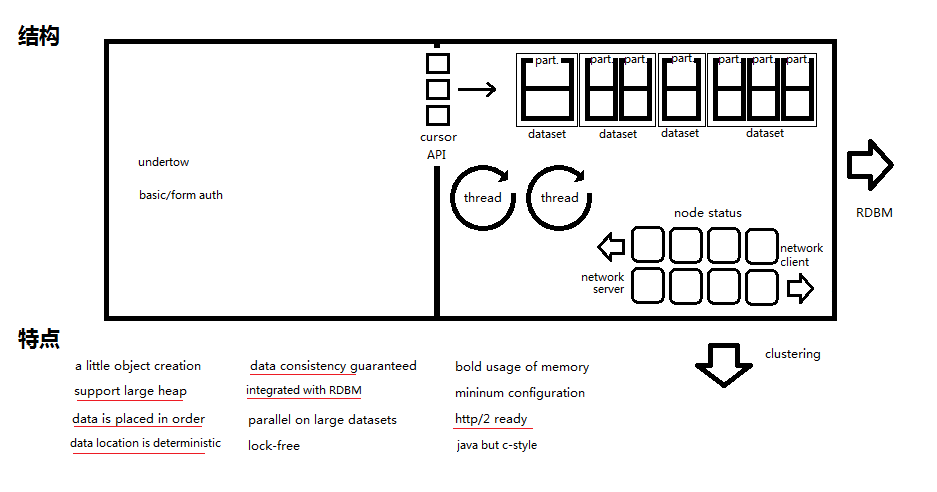 结构
part.
part.
part.
part.
part.
part.
part.
dataset
dataset
dataset
dataset
cursor
API
undertow
basic/form auth
thread
thread
RDBM
node status
network
client
network
server
特点
clustering
a little object creation
data consistency guaranteed
bold usage of memory
support large heap
integrated with RDBM
mininum configuration
data is placed in order
parallel on large datasets
http/2 ready
data location is deterministic
lock-free
java but c-style